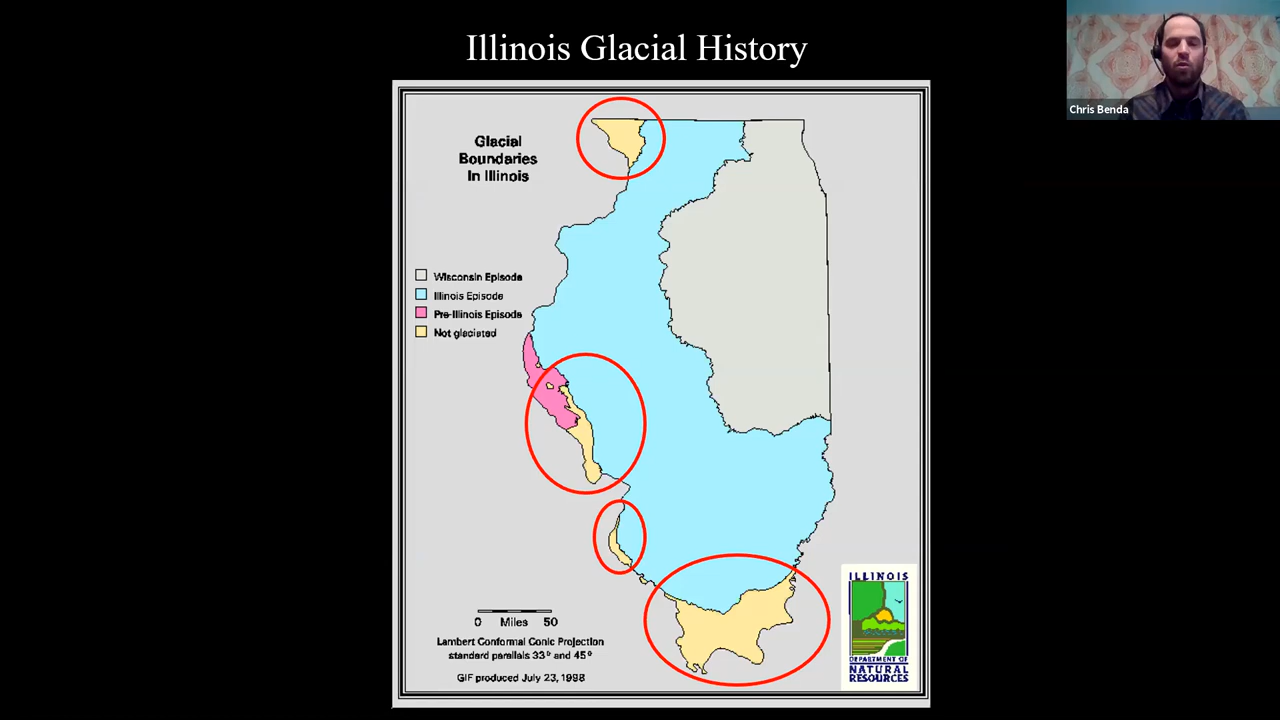 Illinois Glacial History
Chris Benda
Glacial
Boundaries
In Illinois
Wisconsin Episode
Illinois Episode
Pre-Illinois Episode
Not glaciated
0 Miles 50
Lambert Conformal Conic Projection
standard parallels 33° and 45°
GIF produced July 23, 1998
ILLINOIS
DEPARTMENT OF
NATURAL
RESOURCES